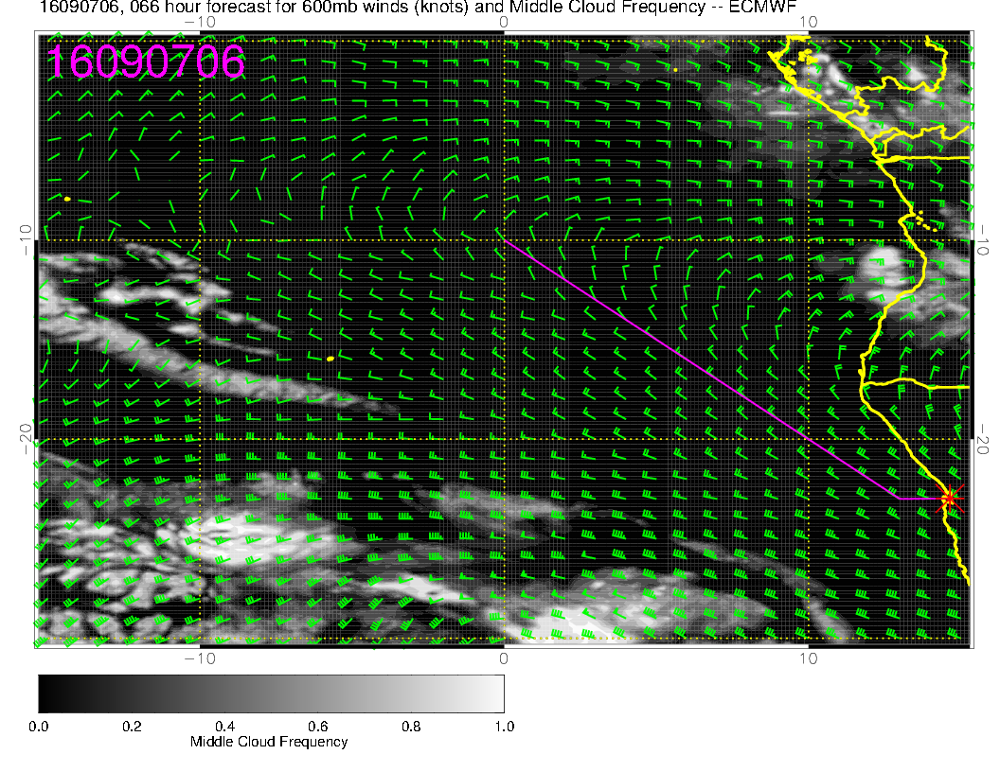 16090706, 066 hour forecast for 600mb winds (knots) and Middle Cloud Frequency -- ECMWF
−10 0 10
16090706
−10 −10
−20 −20
−10 0 10
0.0 0.2 0.4 0.6 0.8 1.0
Middle Cloud Frequency